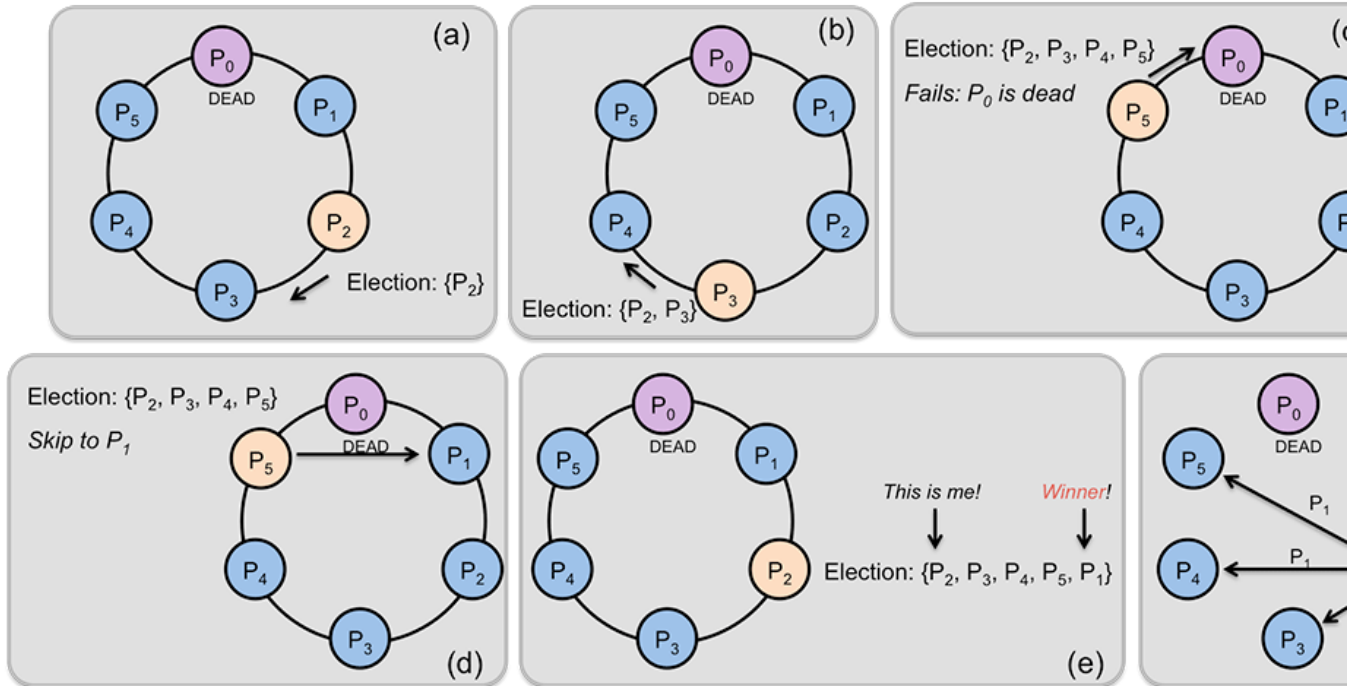 (a)
P₀
DEAD
P₁
P₂
P₃
P₄
P₅
Election: {P₂}
(b)
P₀
DEAD
P₁
P₂
P₃
P₄
P₅
Election: {P₂, P₃}
Election: {P₂, P₃, P₄, P₅}
Fails: P₀ is dead
P₀
DEAD
P₁
P₃
P₄
P₅
Election: {P₂, P₃, P₄, P₅}
Skip to P₁
P₀
DEAD
P₁
P₂
P₃
P₄
P₅
(d)
P₀
DEAD
P₁
P₂
P₃
P₄
P₅
This is me!
Winner!
Election: {P₂, P₃, P₄, P₅, P₁}
(e)
P₀
DEAD
P₅
P₁
P₄
P₁
P₃